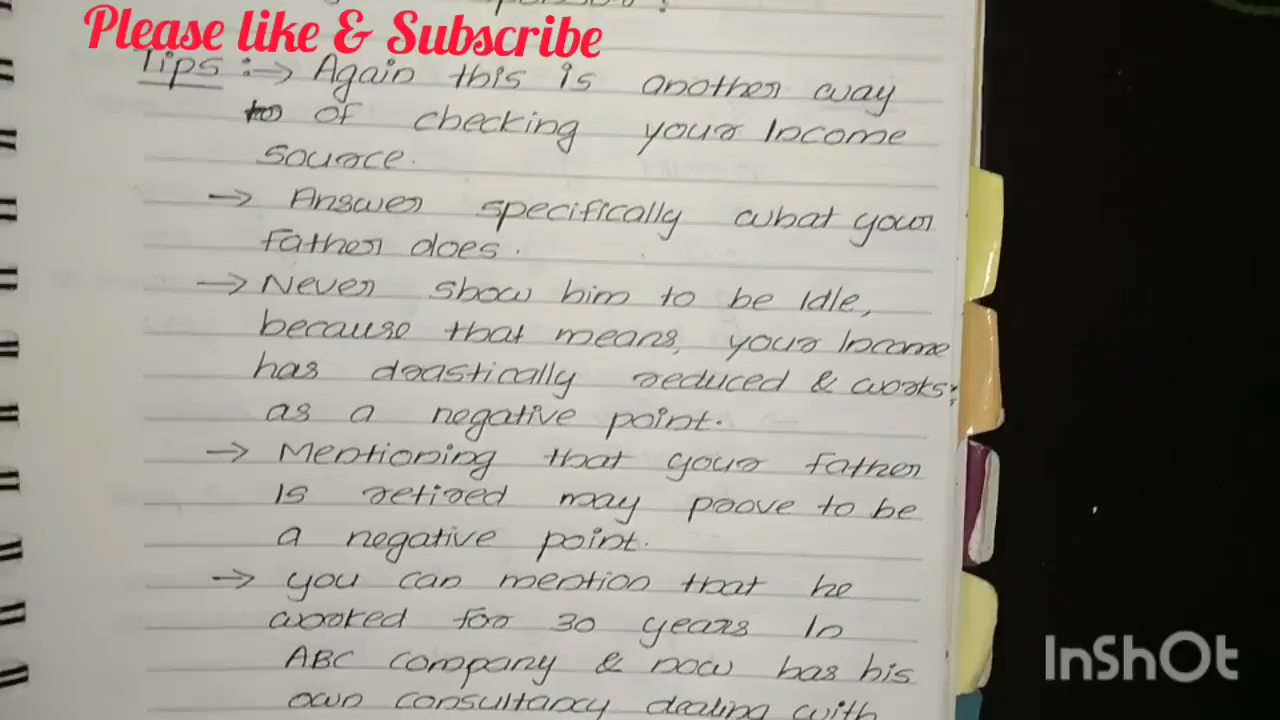 Please like & Subscribe
Tips :→ Again this is another way
to of checking your Income
source.
→ Answer specifically what your
father does.
→ Never show him to be Idle,
because that means, your Income
has drastically reduced & works:
as a negative point.
→ Mentioning that your father
Is retired may proove to be
a negative point.
→ you can mention that he
worked for 30 years In
ABC company & now has his
own consultancy dealing with
InShOt